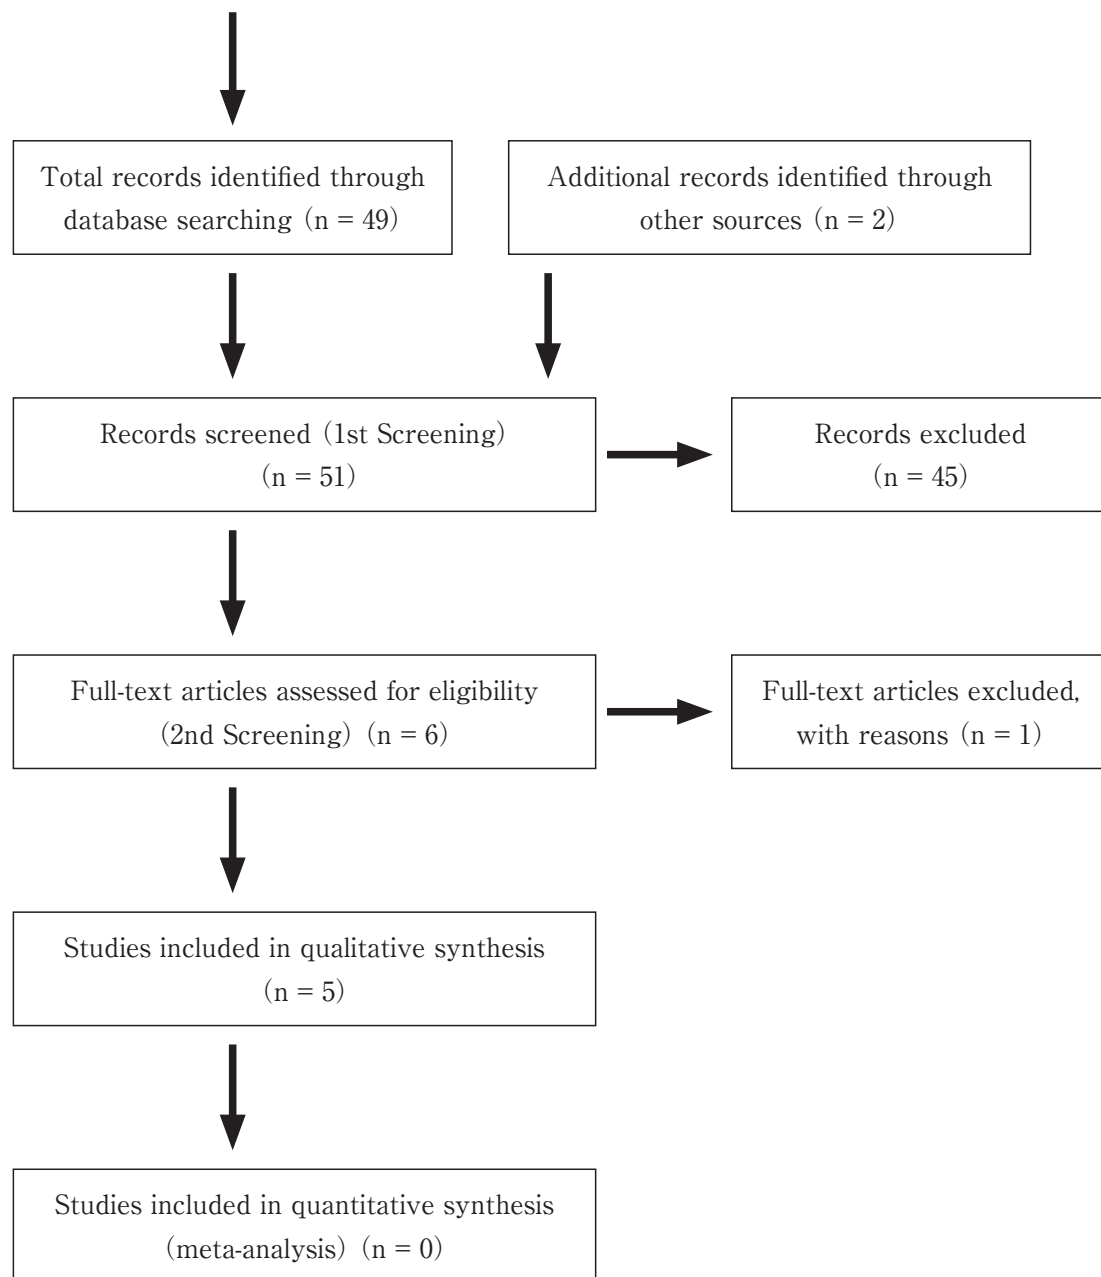 Total records identified through
database searching (n = 49)
Additional records identified through
other sources (n = 2)
Records screened (1st Screening)
(n = 51)
Records excluded
(n = 45)
Full-text articles assessed for eligibility
(2nd Screening) (n = 6)
Full-text articles excluded,
with reasons (n = 1)
Studies included in qualitative synthesis
(n = 5)
Studies included in quantitative synthesis
(meta-analysis) (n = 0)